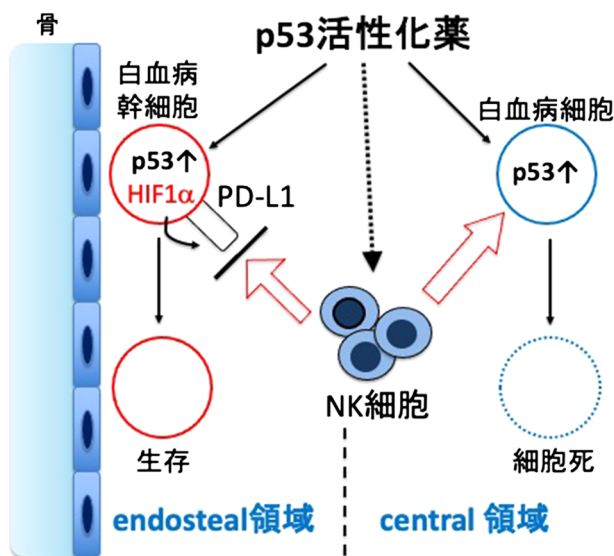 骨
p53活性化薬
白血病
幹細胞
白血病細胞
p53↑
HIF1α
PD-L1
p53↑
NK細胞
生存
細胞死
endosteal領域
central 領域